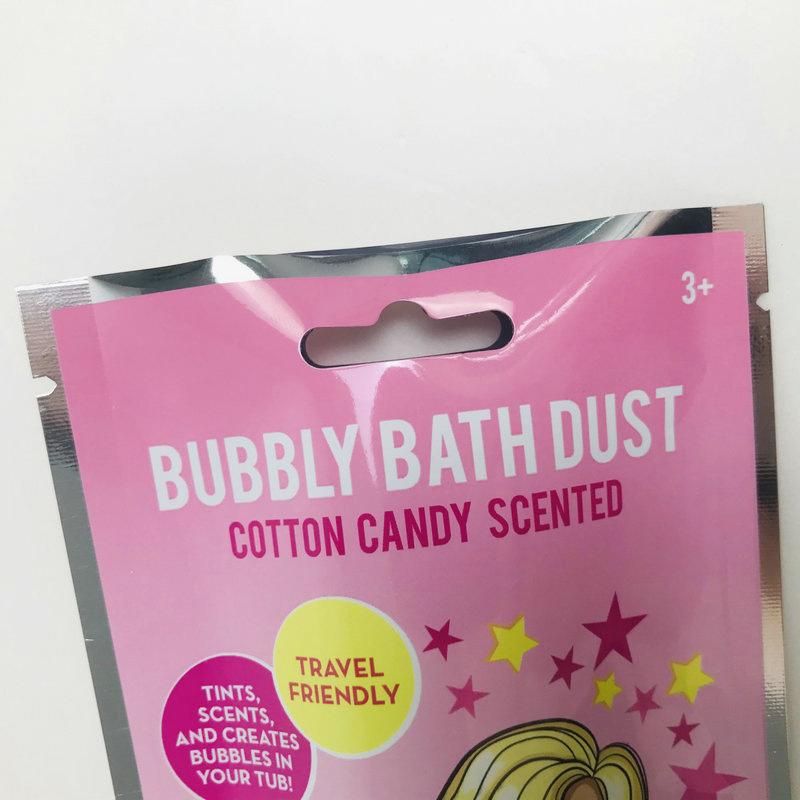 3+
BUBBLY BATH DUST
COTTON CANDY SCENTED
TRAVEL
FRIENDLY
TINTS,
SCENTS,
AND CREATES
BUBBLES IN
YOUR TUB!